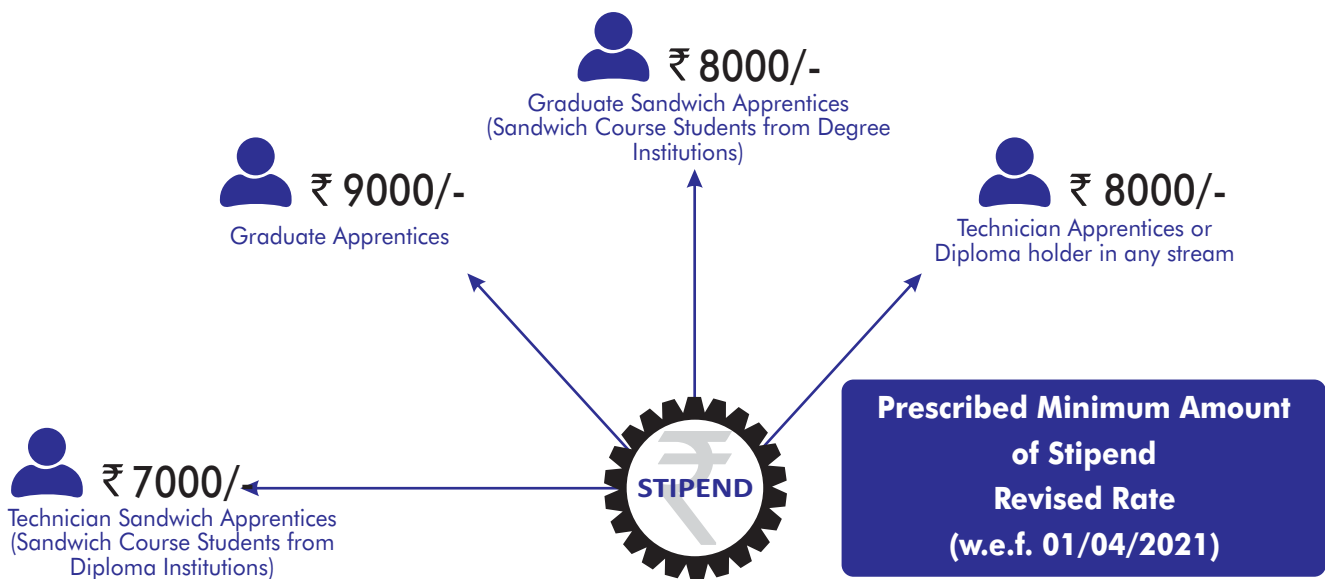 ₹ 8000/-
Graduate Sandwich Apprentices
(Sandwich Course Students from Degree
Institutions)
₹ 9000/-
Graduate Apprentices
₹ 8000/-
Technician Apprentices or
Diploma holder in any stream
₹ 7000/-
Technician Sandwich Apprentices
(Sandwich Course Students from
Diploma Institutions)
₹
STIPEND
Prescribed Minimum Amount
of Stipend
Revised Rate
(w.e.f. 01/04/2021)